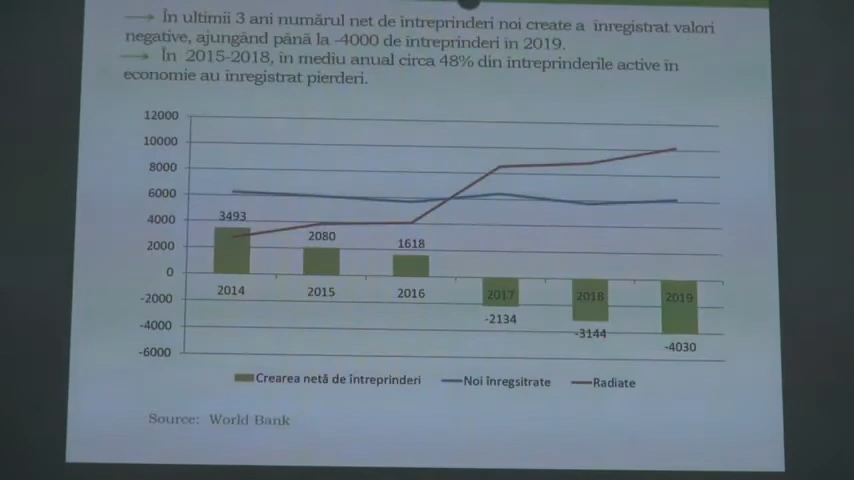 În ultimii 3 ani numărul net de întreprinderi noi create a înregistrat valori
negative, ajungând până la -4000 de întreprinderi în 2019.
În 2015-2018, în mediu anual circa 48% din întreprinderile active în
economie au înregistrat pierderi.
12000
10000
8000
6000
4000
2000
0
-2000
-4000
-6000
3493
2080
1618
2014
2015
2016
2017
2018
2019
-2134
-3144
-4030
Crearea netă de întreprinderi
Noi înregsitrate
Radiate
Source: World Bank